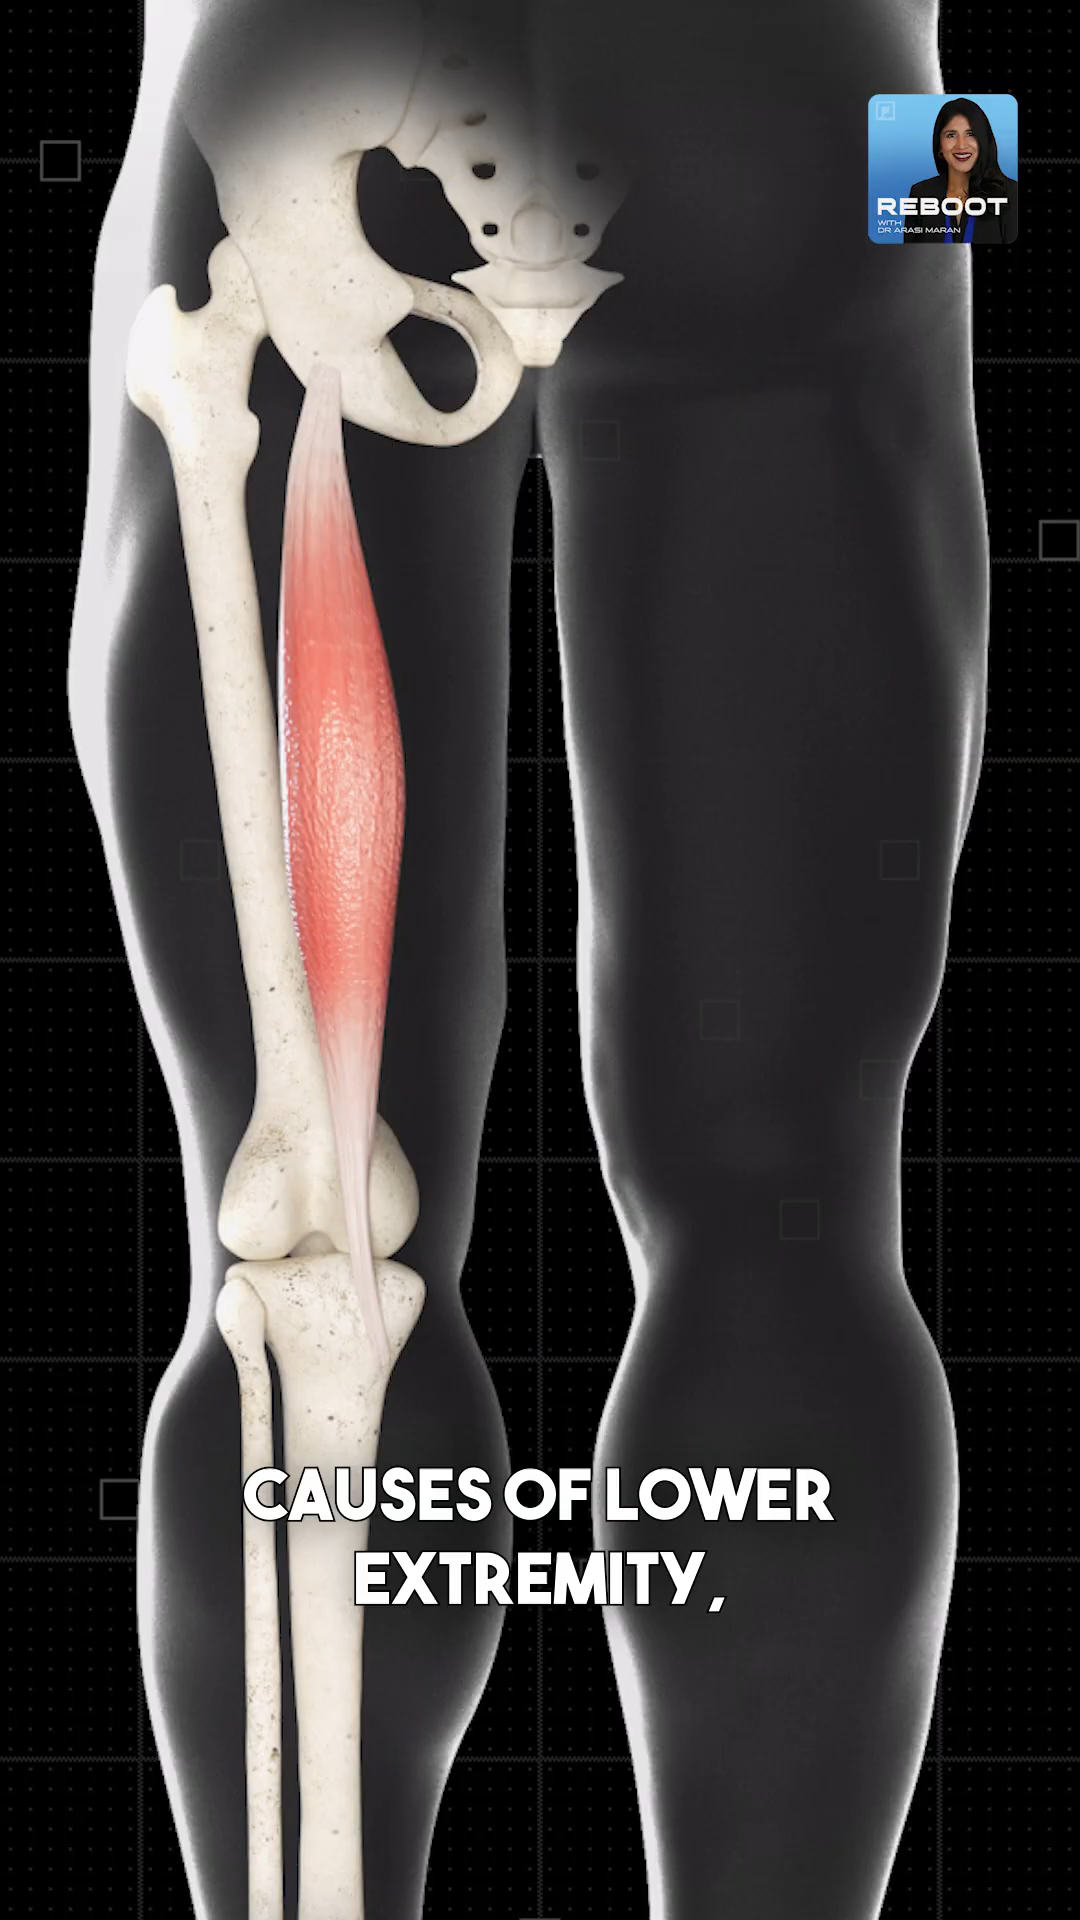 REBOOT
WITH
DR ARASI MARAN
CAUSES OF LOWER
EXTREMITY,